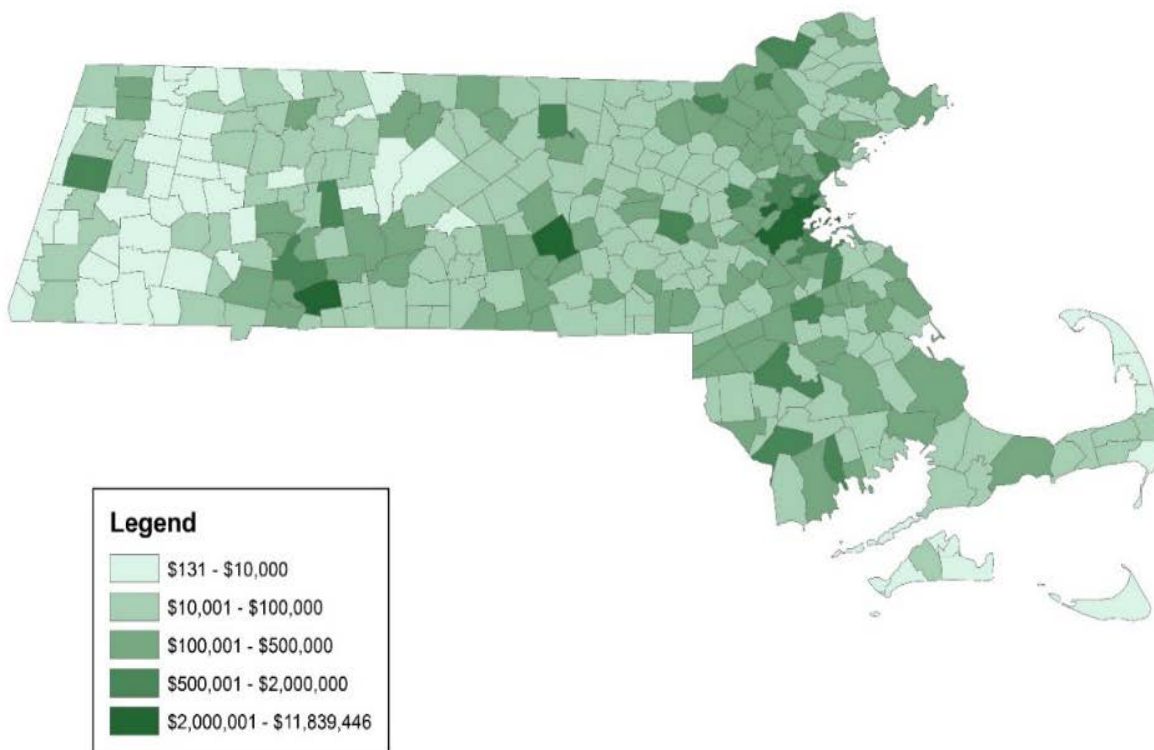 Legend
$131 - $10,000
$10,001 - $100,000
$100,001 - $500,000
$500,001 - $2,000,000
$2,000,001 - $11,839,446